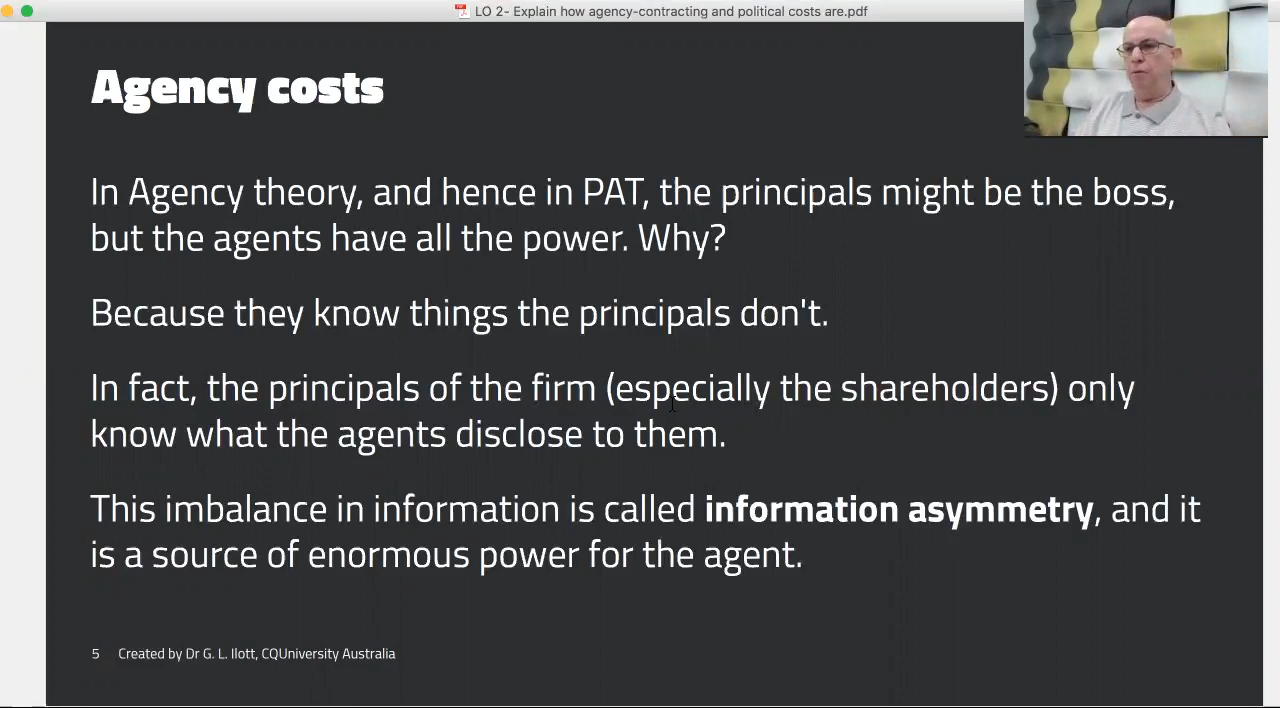 LO 2- Explain how agency-contracting and political costs are.pdf
Agency costs
In Agency theory, and hence in PAT, the principals might be the boss,
but the agents have all the power. Why?
Because they know things the principals don't.
In fact, the principals of the firm (especially the shareholders) only
know what the agents disclose to them.
This imbalance in information is called information asymmetry, and it
is a source of enormous power for the agent.
5 Created by Dr G. L. Ilott, CQUniversity Australia